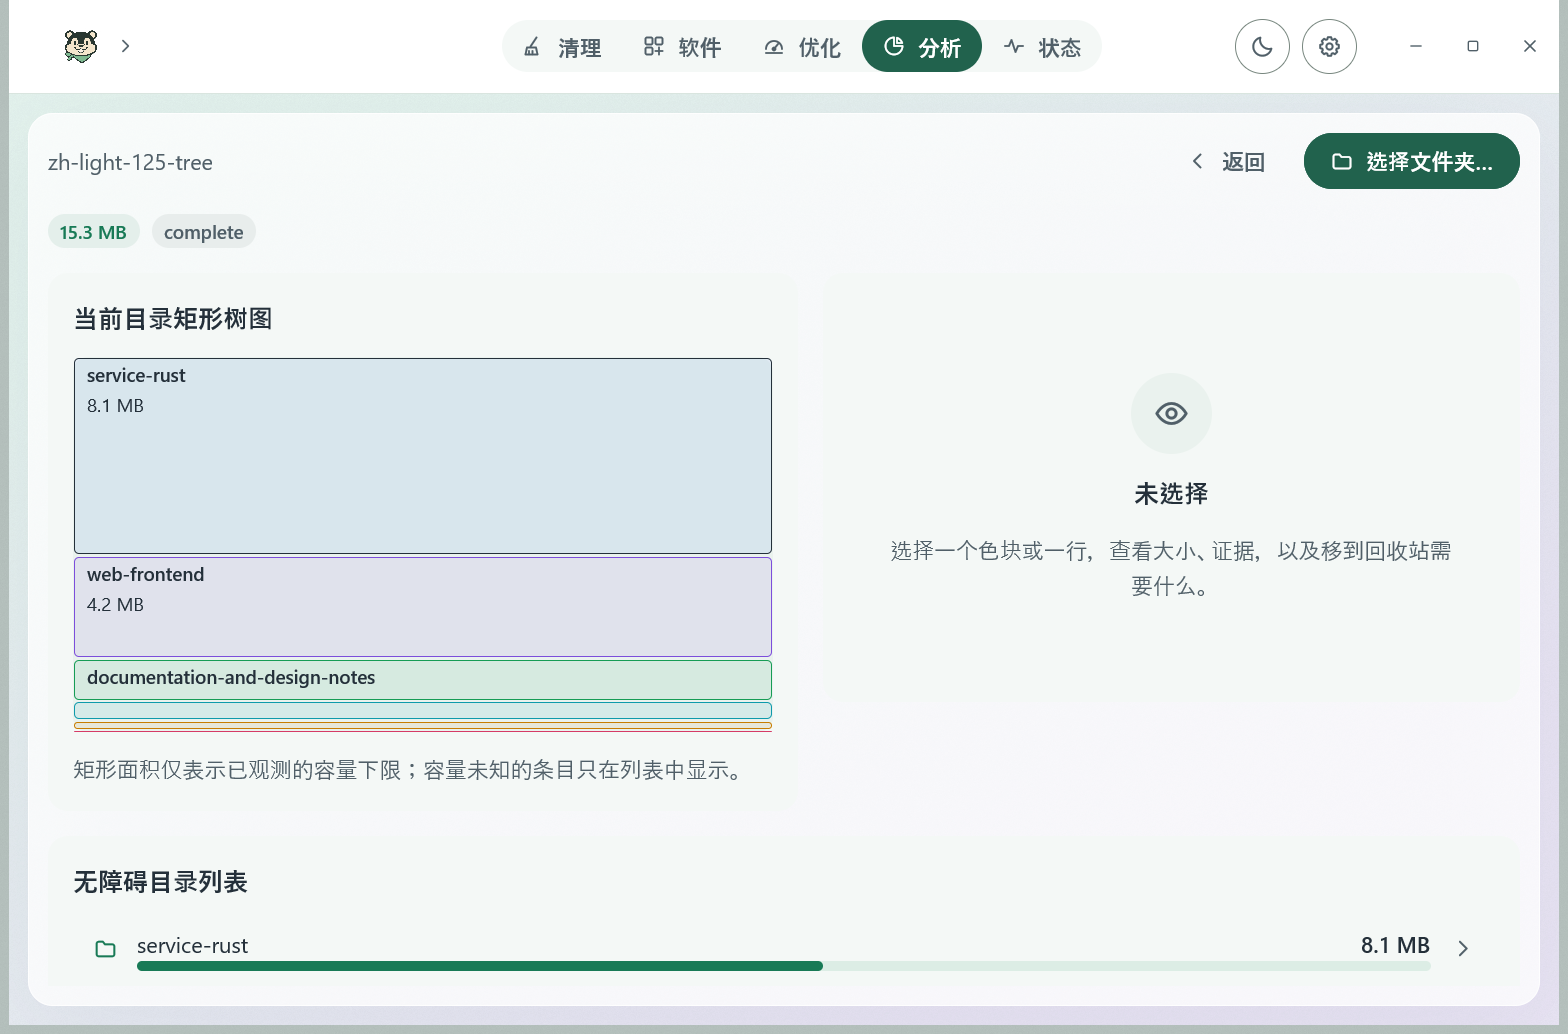 清理
软件
优化
分析
状态
zh-light-125-tree
返回
选择文件夹...
15.3 MB
complete
当前目录矩形树图
service-rust
8.1 MB
web-frontend
4.2 MB
documentation-and-design-notes
矩形面积仅表示已观测的容量下限；容量未知的条目只在列表中显示。
未选择
选择一个色块或一行，查看大小、证据，以及移到回收站需
要什么。
无障碍目录列表
service-rust
8.1 MB